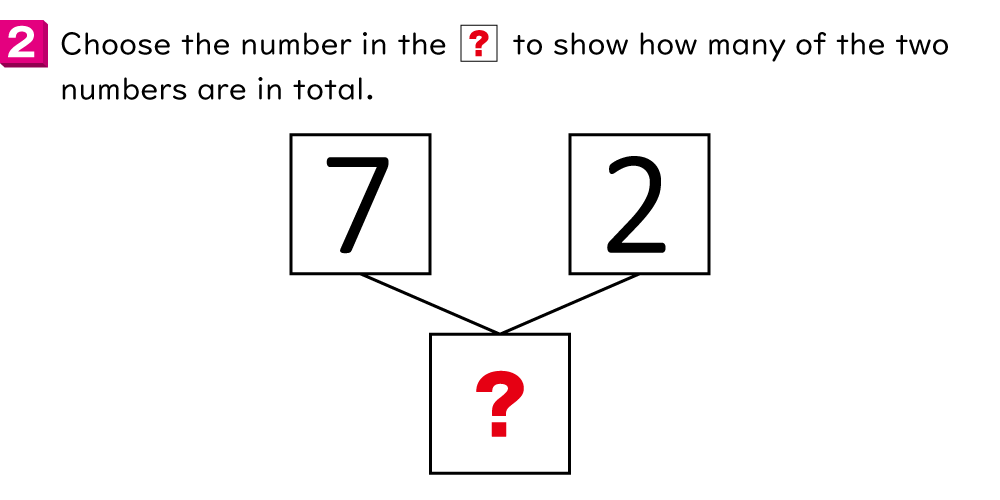 2 Choose the number in the ? to show how many of the two
numbers are in total.
7 2
?